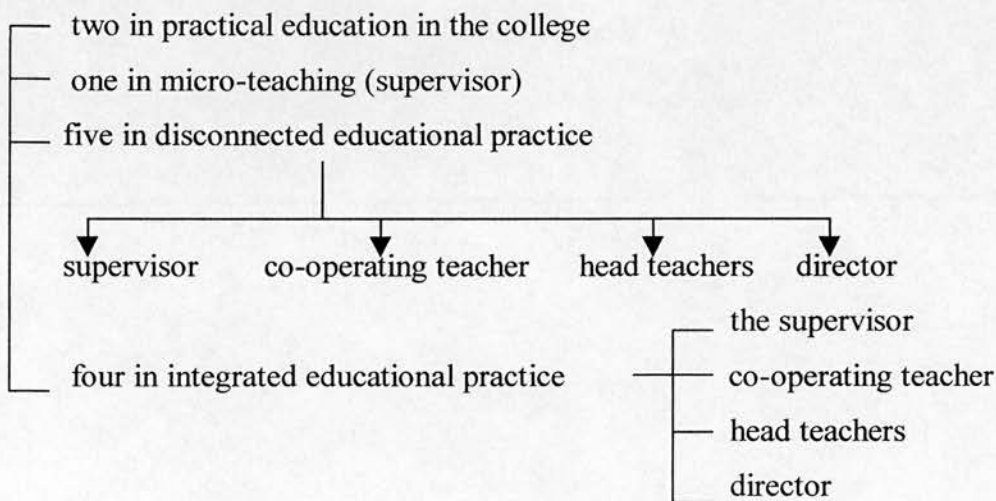 two in practical education in the college
one in micro-teaching (supervisor)
five in disconnected educational practice
supervisor co-operating teacher head teachers director
the supervisor
four in integrated educational practice co-operating teacher
head teachers
director